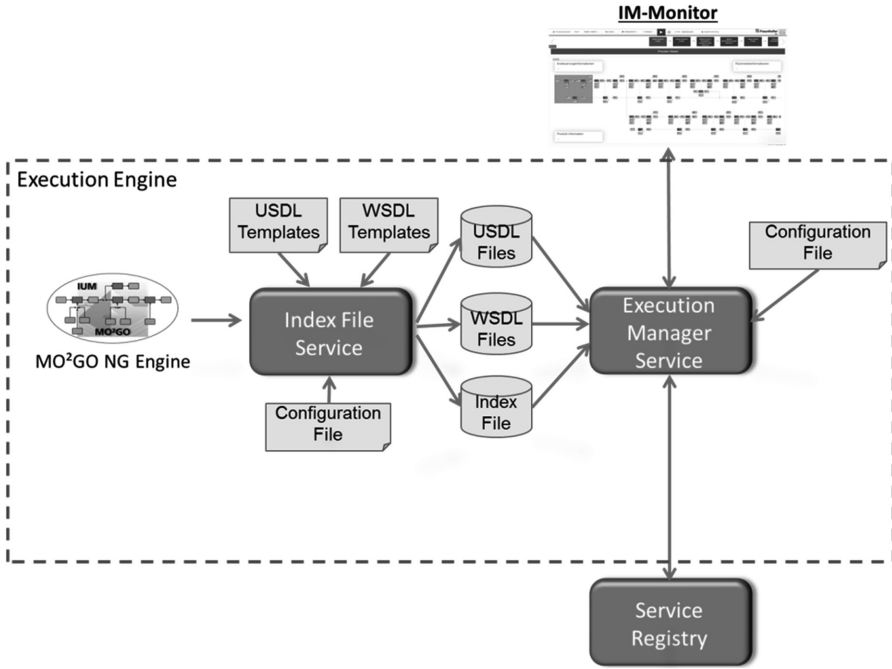 IM-Monitor
Execution Engine
USDL
Templates
WSDL
Templates
USDL
Files
Configuration
File
IUM
MO²GO
MO²GO NG Engine
Index File
Service
WSDL
Files
Execution
Manager
Service
Configuration
File
Index
File
Service
Registry